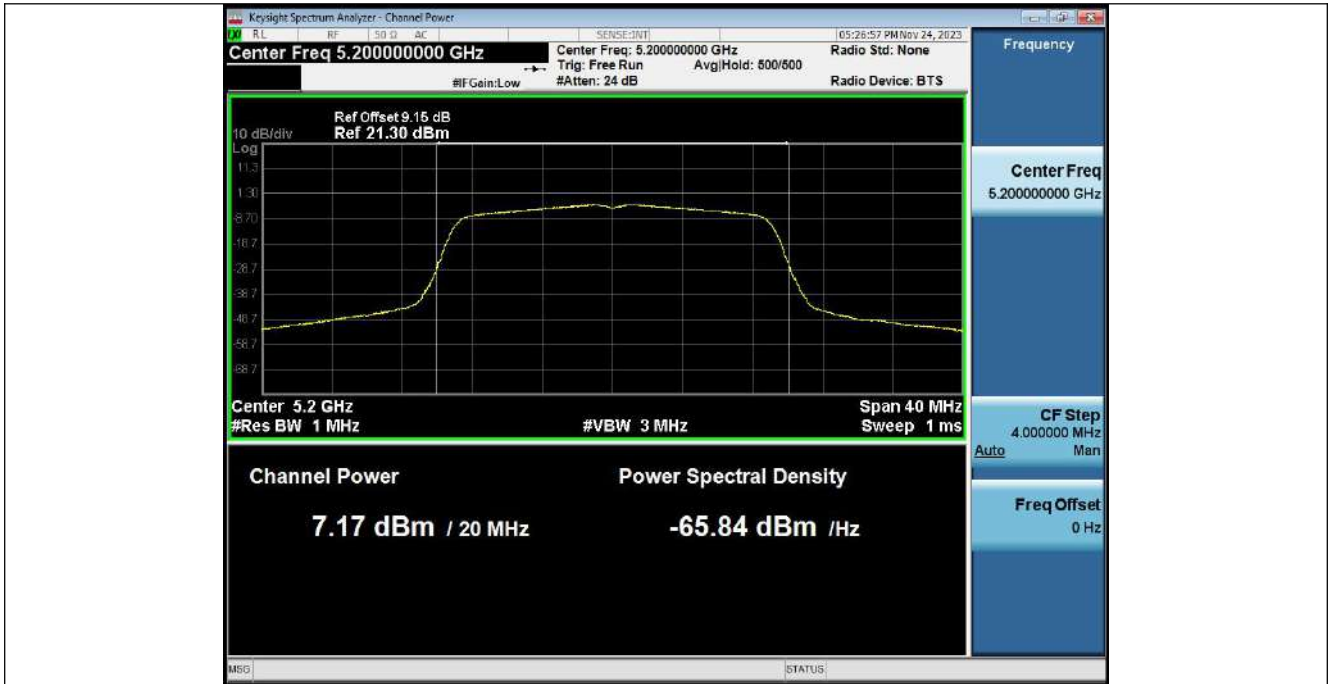 Keysight Spectrum Analyzer - Channel Power
RL RF 50 Ω AC SENSE:INT 05:26:57 PM Nov 24, 2023
Center Freq 5.200000000 GHz
Center Freq: 5.200000000 GHz
Radio Std: None
Trig: Free Run Avg|Hold: 500/500
#IFGain:Low
#Atten: 24 dB
Radio Device: BTS
Frequency
Ref Offset 9.15 dB
10 dB/div Ref 21.30 dBm
Log
11.3
1.30
-8.70
-18.7
-28.7
-38.7
-48.7
-58.7
-68.7
Center 5.2 GHz Span 40 MHz
#Res BW 1 MHz #VBW 3 MHz Sweep 1 ms
Center Freq
5.200000000 GHz
CF Step
4.000000 MHz
Auto Man
Freq Offset
0 Hz
Channel Power Power Spectral Density
7.17 dBm / 20 MHz -65.84 dBm /Hz
MSG STATUS